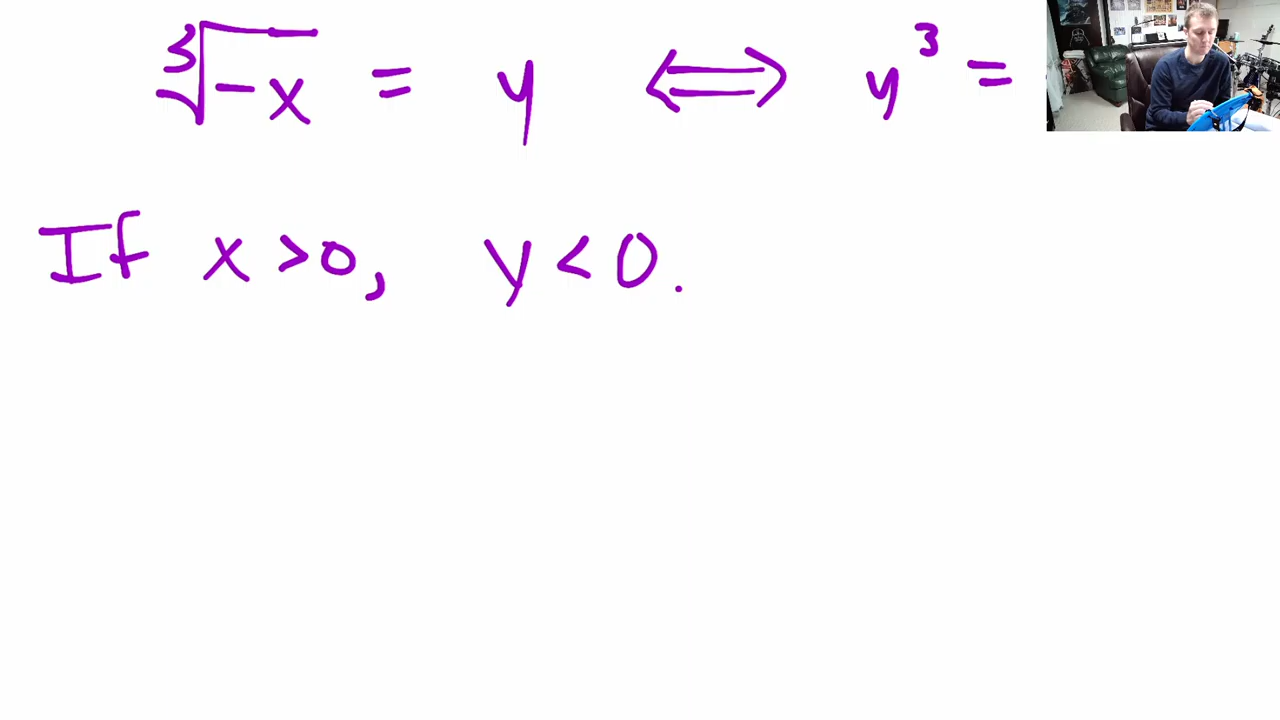 ∛-x = y ⟺ y³ =
If x > 0, y < 0.